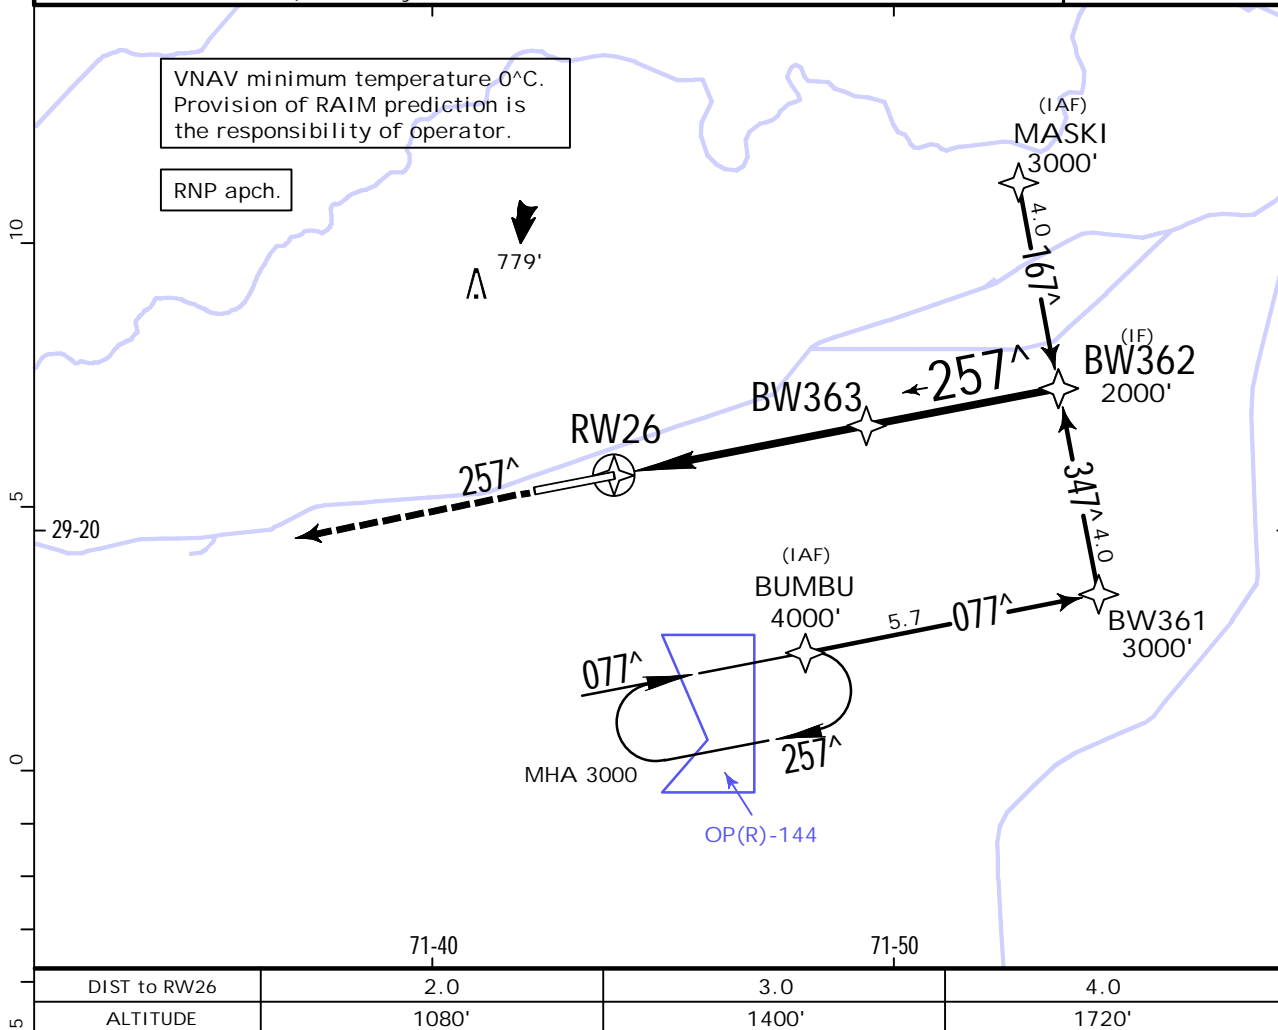 VNAV minimum temperature 0^C.
Provision of RAIM prediction is
the responsibility of operator.
RNP apch.
779'
(IAF)
MASKI
3000'
4.0
167^
(IF)
BW362
2000'
257^
BW363
RW26
257^
347^
4.0
29-20
(IAF)
BUMBU
4000'
5.7
077^
BW361
3000'
077^
257^
MHA 3000
OP(R)-144
10
5
0
5
71-40
71-50
DIST to RW26 2.0 3.0 4.0
ALTITUDE 1080' 1400' 1720'